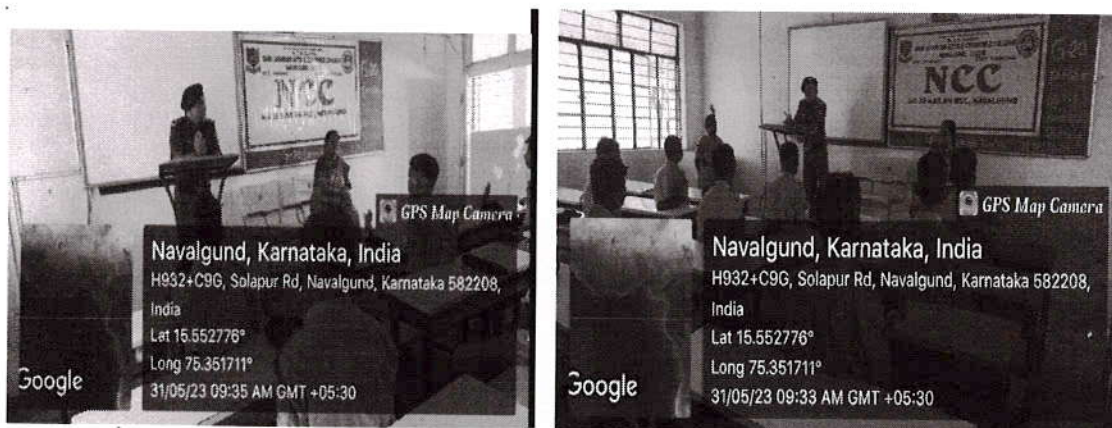 NCC
GPS Map Camera
Navalgund, Karnataka, India
H932+C9G, Solapur Rd, Navalgund, Karnataka 582208,
India
Lat 15.552776°
Long 75.351711°
31/05/23 09:35 AM GMT +05:30
Google
NCC
GPS Map Camera
Navalgund, Karnataka, India
H932+C9G, Solapur Rd, Navalgund, Karnataka 582208,
India
Lat 15.552776°
Long 75.351711°
31/05/23 09:33 AM GMT +05:30
Google